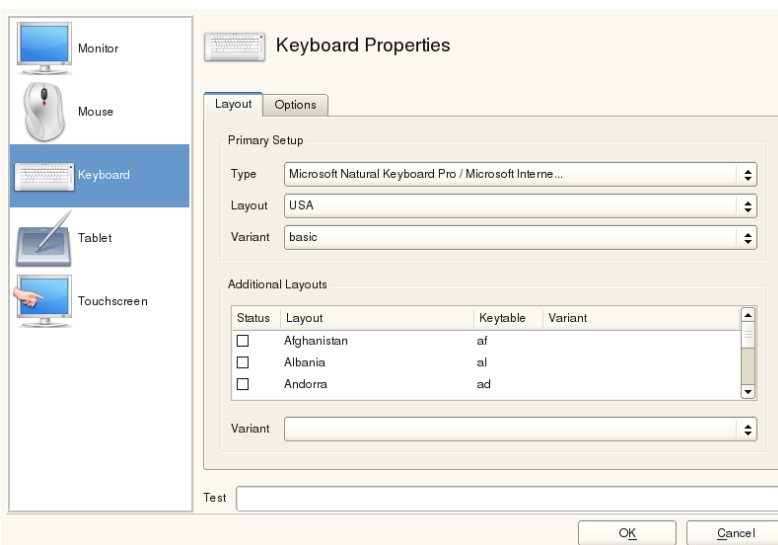 Monitor
Mouse
Keyboard
Tablet
Touchscreen
Keyboard Properties
Layout Options
Primary Setup
Type Microsoft Natural Keyboard Pro / Microsoft Interne...
Layout USA
Variant basic
Additional Layouts
Status Layout Keytable Variant
Afghanistan af
Albania al
Andorra ad
Variant
Test
OK Cancel